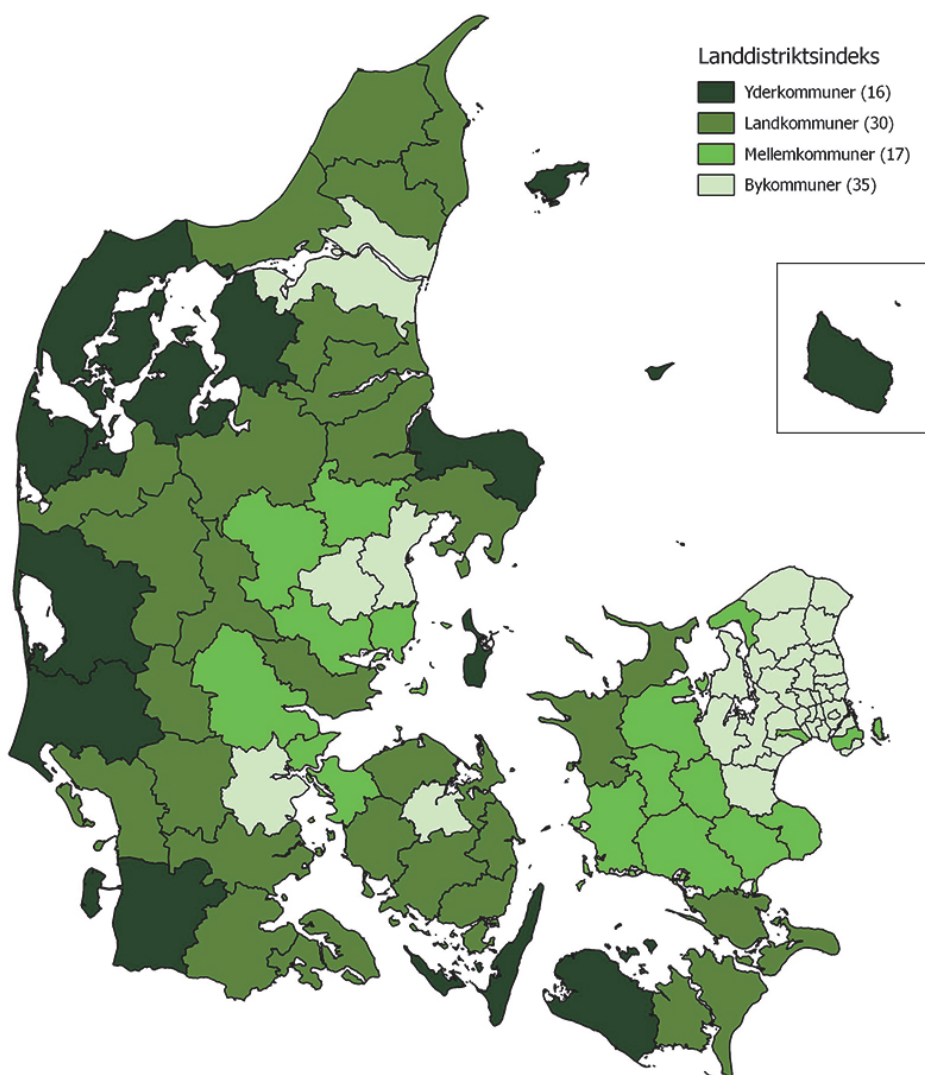 Landdistriktsindeks
Yderkommuner (16)
Landkommuner (30)
Mellemkommuner (17)
Bykommuner (35)